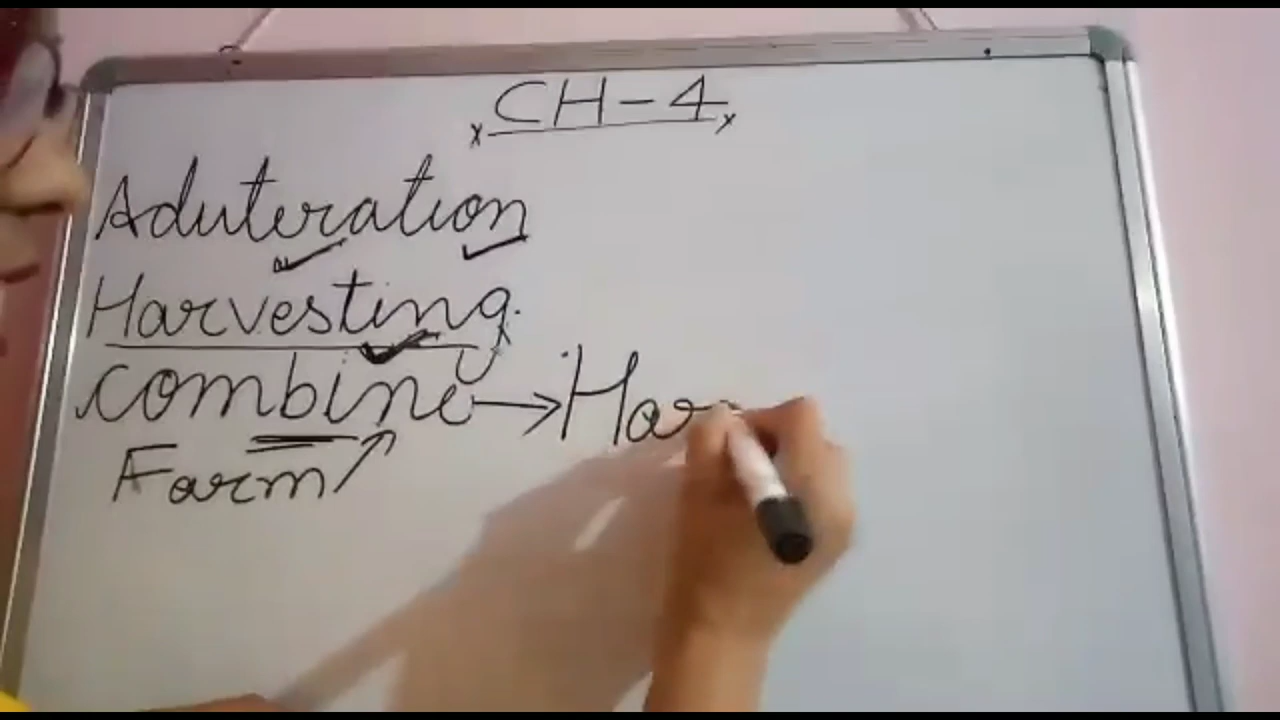 CH-4
Aduteration
Harvesting
combine → Har
Farm